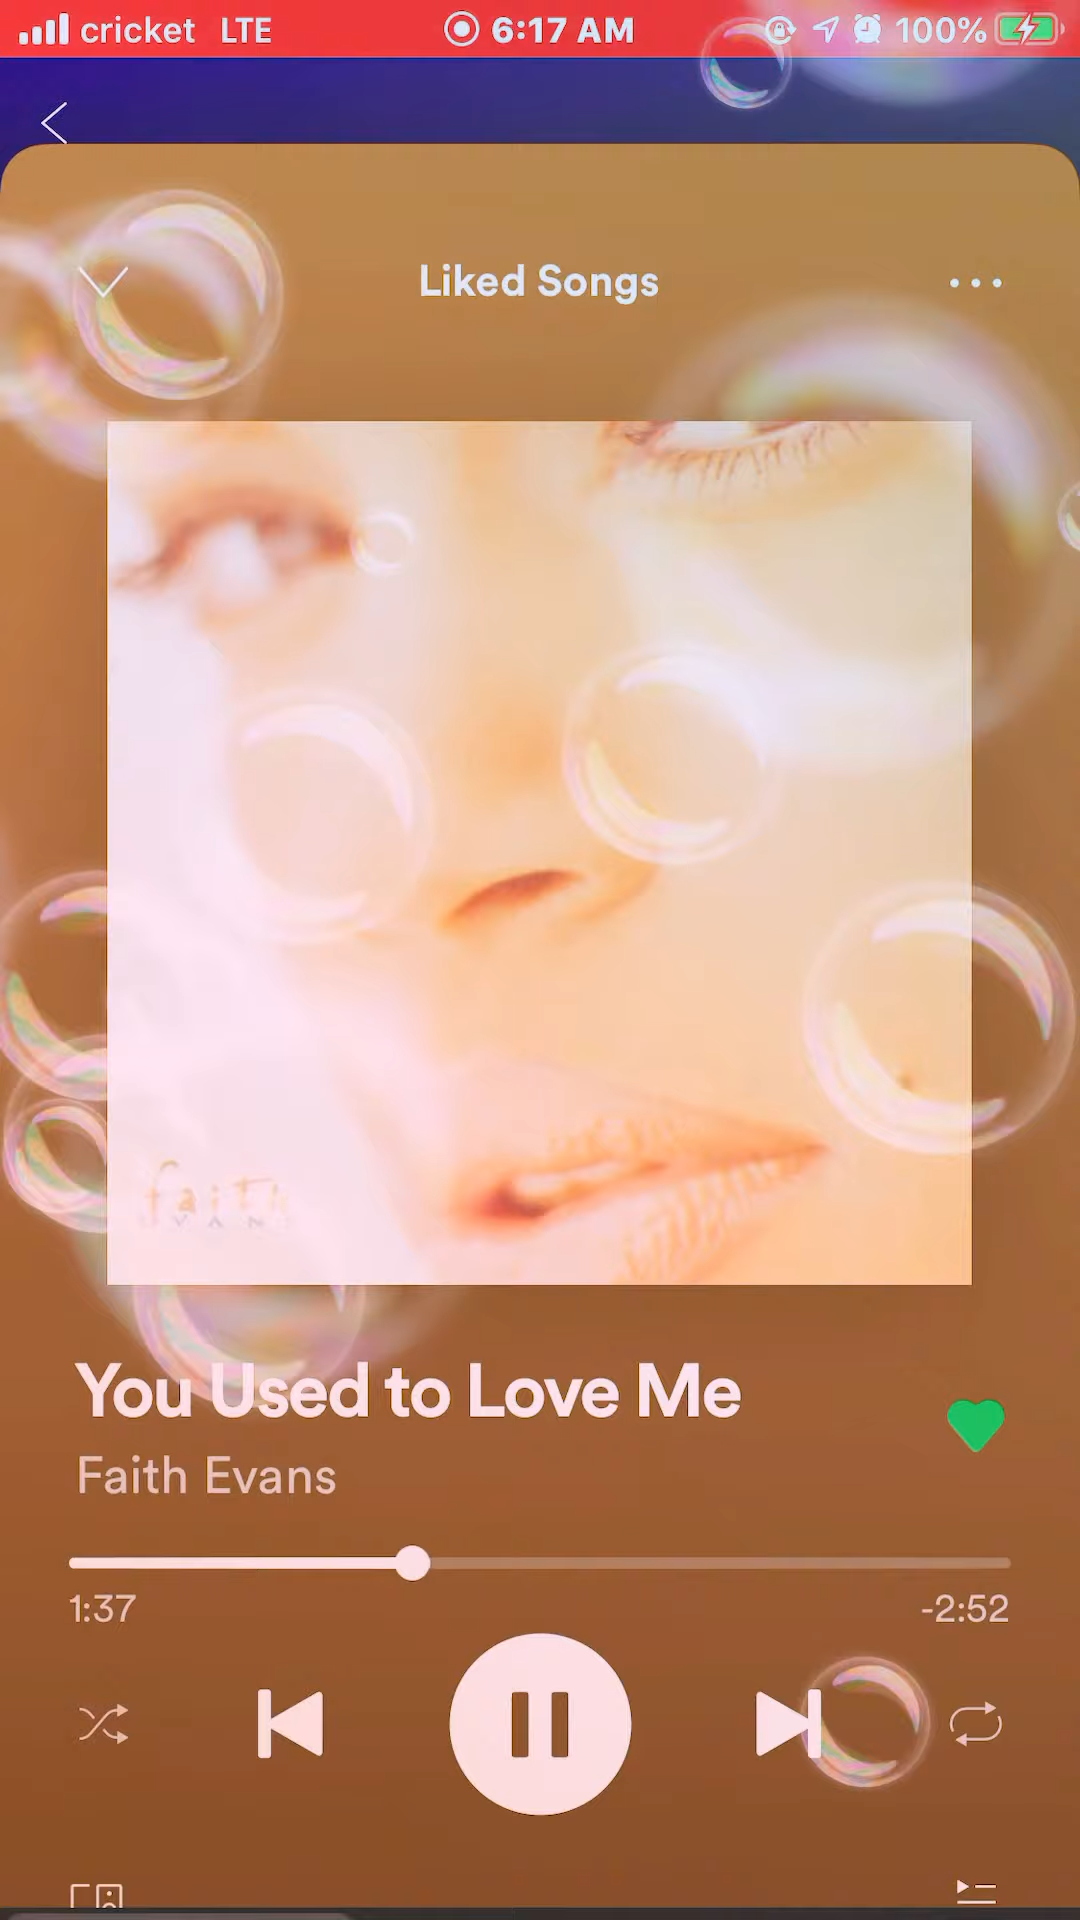 cricket LTE 6:17 AM 100%
Liked Songs
faith
You Used to Love Me
Faith Evans
1:37 -2:52